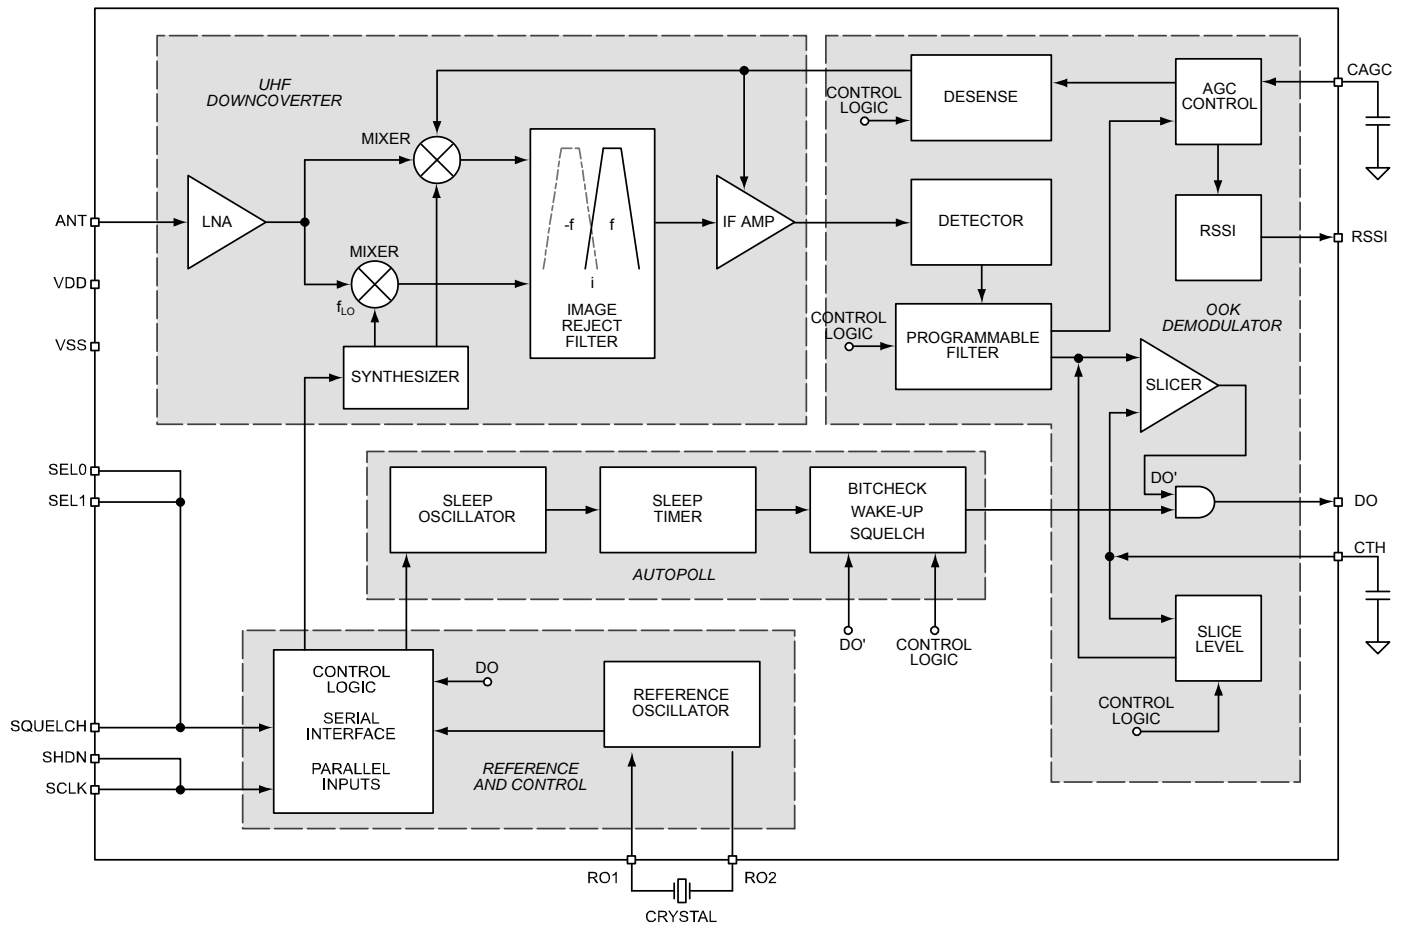 UHF
DOWNCOVERTER
MIXER
LNA
MIXER
fLO
SYNTHESIZER
-f
f
i
IMAGE
REJECT
FILTER
IF AMP
CONTROL
LOGIC
DESENSE
AGC
CONTROL
DETECTOR
RSSI
CONTROL
LOGIC
PROGRAMMABLE
FILTER
OOK
DEMODULATOR
SLICER
DO'
SLICE
LEVEL
CONTROL
LOGIC
CAGC
RSSI
DO
CTH
ANT
VDD
VSS
SEL0
SEL1
SQUELCH
SHDN
SCLK
SLEEP
OSCILLATOR
SLEEP
TIMER
BITCHECK
WAKE-UP
SQUELCH
AUTOPOLL
DO'
CONTROL
LOGIC
CONTROL
LOGIC
SERIAL
INTERFACE
PARALLEL
INPUTS
DO
REFERENCE
OSCILLATOR
REFERENCE
AND CONTROL
RO1
RO2
CRYSTAL